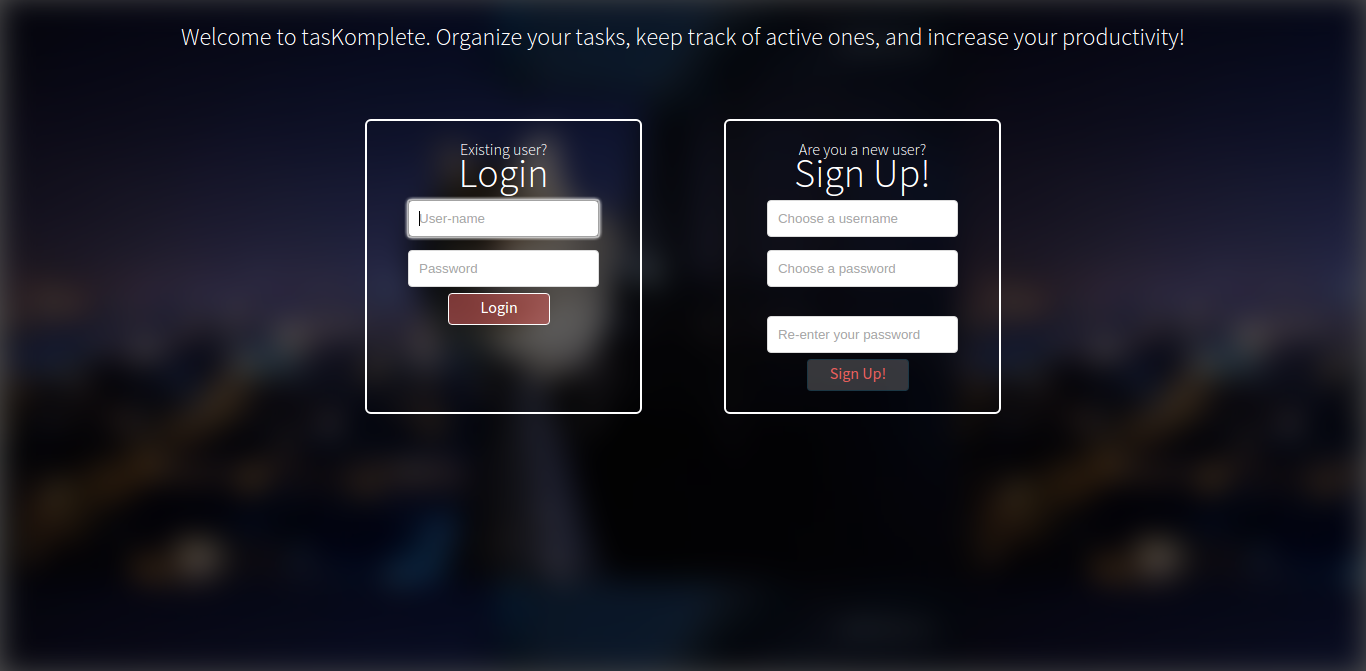 Welcome to tasKomplete. Organize your tasks, keep track of active ones, and increase your productivity!
Existing user?
Login
User-name
Password
Login
Are you a new user?
Sign Up!
Choose a username
Choose a password
Re-enter your password
Sign Up!